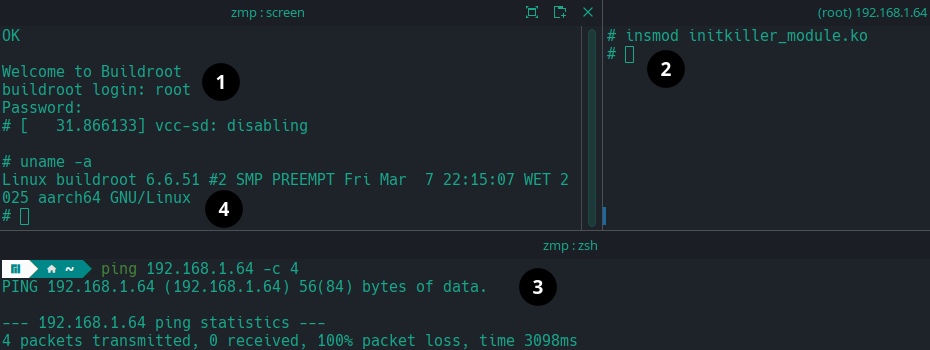 zmp : screen
OK
Welcome to Buildroot
buildroot login: root
Password:
# [   31.866133] vcc-sd: disabling
# uname -a
Linux buildroot 6.6.51 #2 SMP PREEMPT Fri Mar  7 22:15:07 WET 2
025 aarch64 GNU/Linux
#
1
4
(root) 192.168.1.64
# insmod initkiller_module.ko
#
2
zmp : zsh
~ ping 192.168.1.64 -c 4
PING 192.168.1.64 (192.168.1.64) 56(84) bytes of data.
3
--- 192.168.1.64 ping statistics ---
4 packets transmitted, 0 received, 100% packet loss, time 3098ms